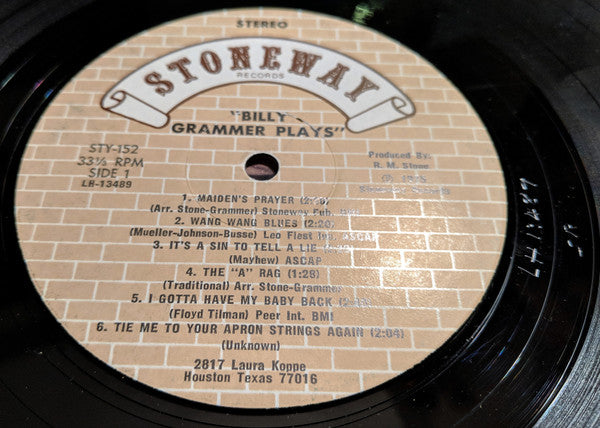 STEREO
STONEWAY
RECORDS
"BILLY
GRAMMER PLAYS"
STY-152
33⅓ RPM
SIDE 1
LH-13489
Produced By:
R. M. Stone
1. MAIDEN'S PRAYER
(Arr. Stone-Grammer) Stoneway Pub.
2. WANG WANG BLUES (2:20)
(Mueller-Johnson-Busse) Leo Fiest Inc. ASCAP
3. IT'S A SIN TO TELL A LIE
(Mayhew) ASCAP
4. THE "A" RAG (1:28)
(Traditional) Arr. Stone-Grammer
5. I GOTTA HAVE MY BABY BACK
(Floyd Tilman) Peer Int. BMI
6. TIE ME TO YOUR APRON STRINGS AGAIN (2:04)
(Unknown)
2817 Laura Koppe
Houston Texas 77016